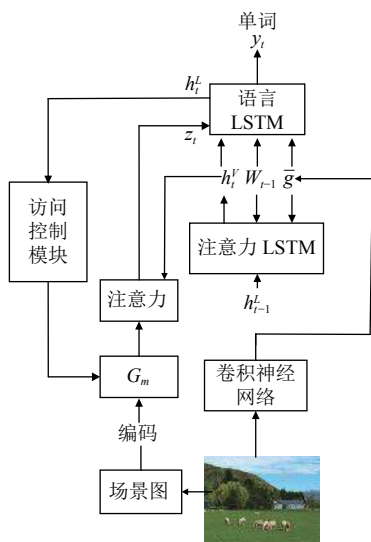 单词
y_t
h_t^L
语言
LSTM
z_t
h_t^V W_{t-1} \overline{g}
访问
控制
模块
注意力 LSTM
注意力
h_{t-1}^L
G_m
卷积神经
网络
编码
场景图